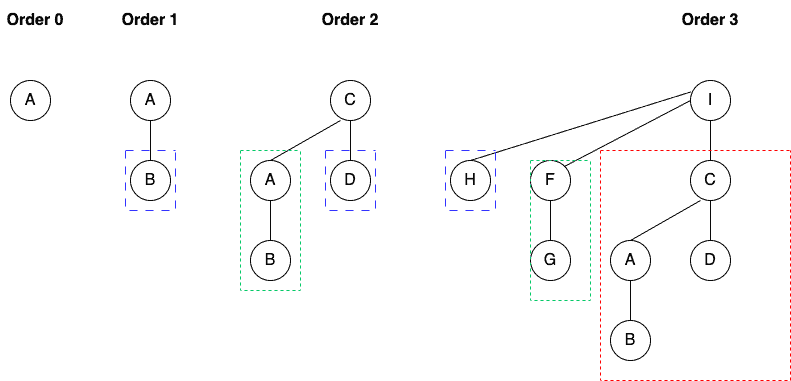 Order 0 Order 1 Order 2 Order 3
A A C I
B A D H F C
B G A D
B